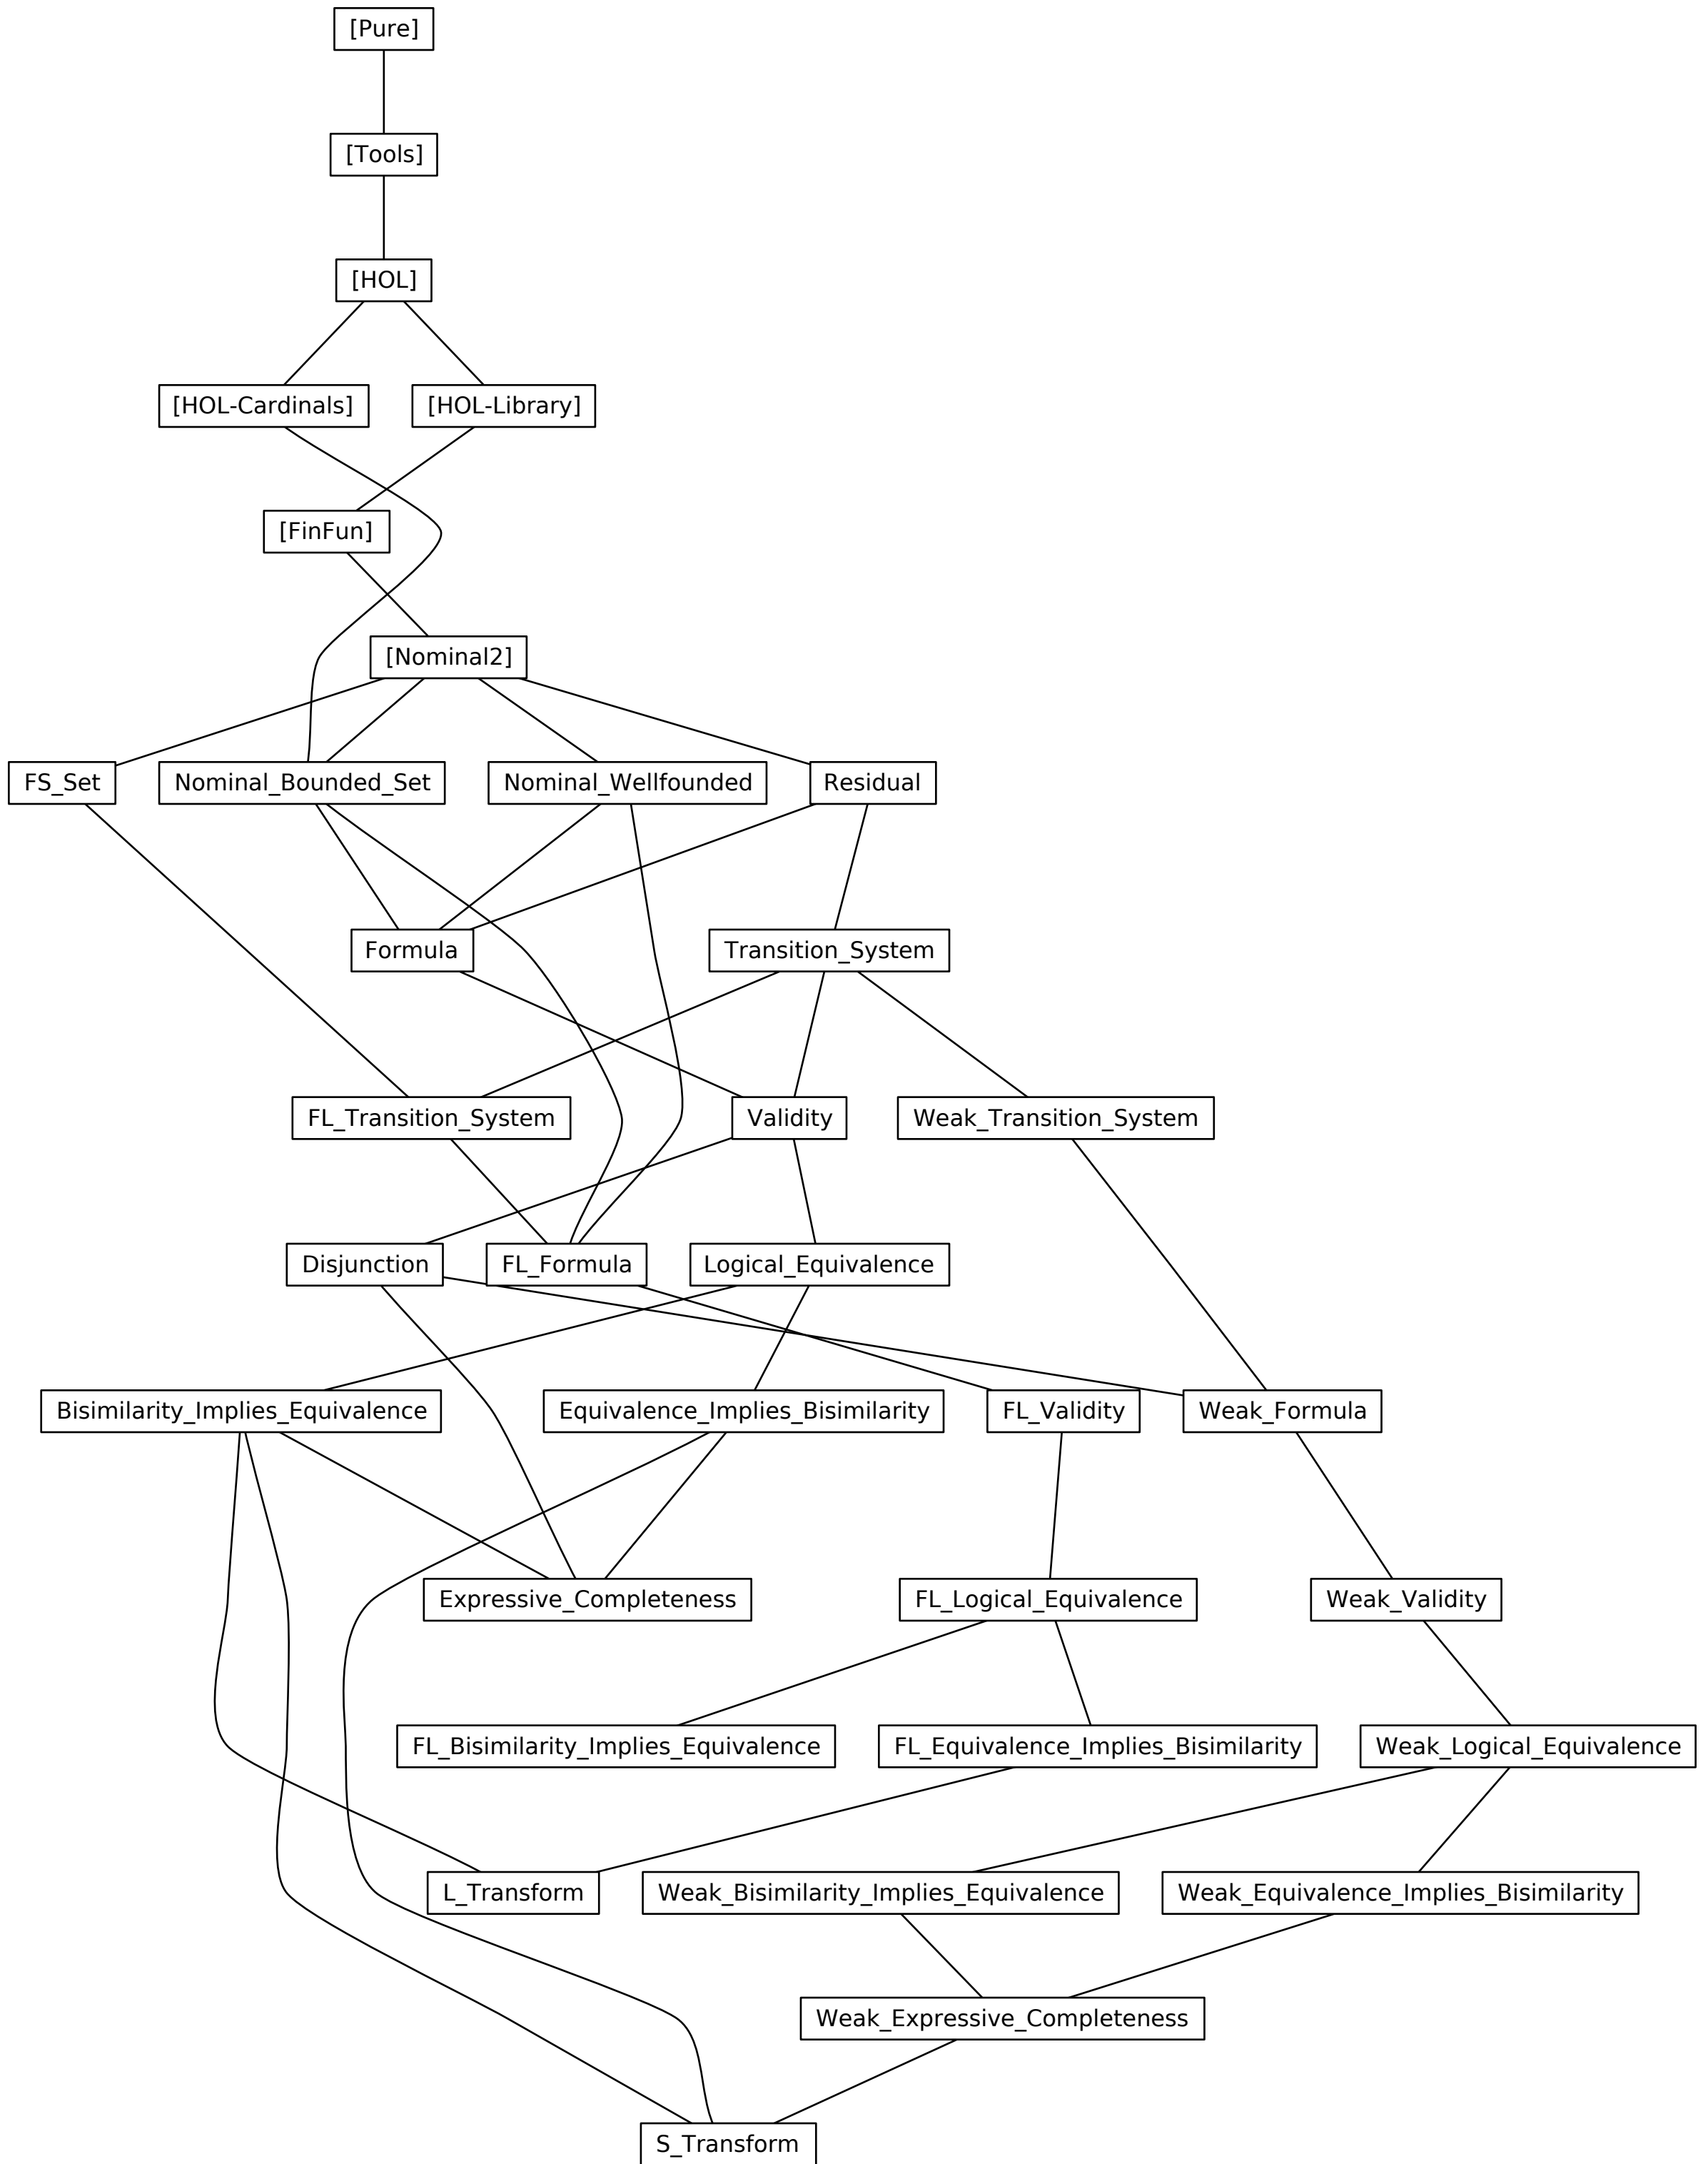 [Pure]
[Tools]
[HOL]
[HOL-Cardinals]
[HOL-Library]
[FinFun]
[Nominal2]
FS_Set
Nominal_Bounded_Set
Nominal_Wellfounded
Residual
Formula
Transition_System
FL_Transition_System
Validity
Weak_Transition_System
Disjunction
FL_Formula
Logical_Equivalence
Bisimilarity_Implies_Equivalence
Equivalence_Implies_Bisimilarity
FL_Validity
Weak_Formula
Expressive_Completeness
FL_Logical_Equivalence
Weak_Validity
FL_Bisimilarity_Implies_Equivalence
FL_Equivalence_Implies_Bisimilarity
Weak_Logical_Equivalence
L_Transform
Weak_Bisimilarity_Implies_Equivalence
Weak_Equivalence_Implies_Bisimilarity
Weak_Expressive_Completeness
S_Transform